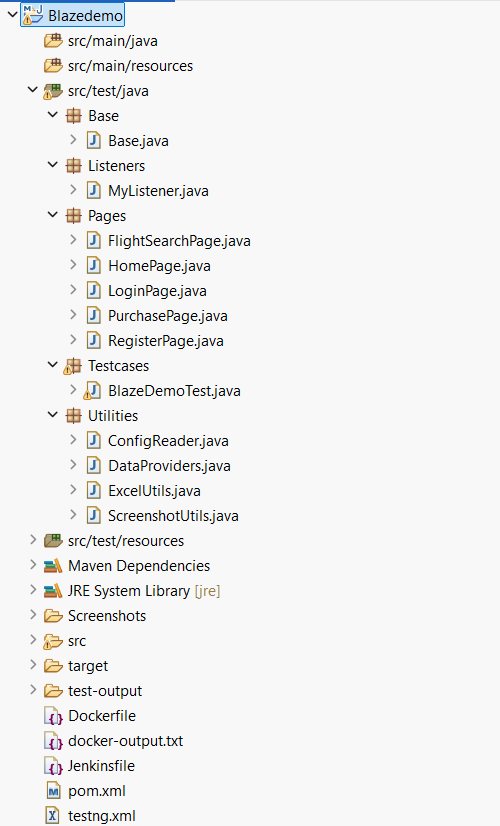 Blazedemo
src/main/java
src/main/resources
src/test/java
Base
Base.java
Listeners
MyListener.java
Pages
FlightSearchPage.java
HomePage.java
LoginPage.java
PurchasePage.java
RegisterPage.java
Testcases
BlazeDemoTest.java
Utilities
ConfigReader.java
DataProviders.java
ExcelUtils.java
ScreenshotUtils.java
src/test/resources
Maven Dependencies
JRE System Library [jre]
Screenshots
src
target
test-output
Dockerfile
docker-output.txt
Jenkinsfile
pom.xml
testng.xml